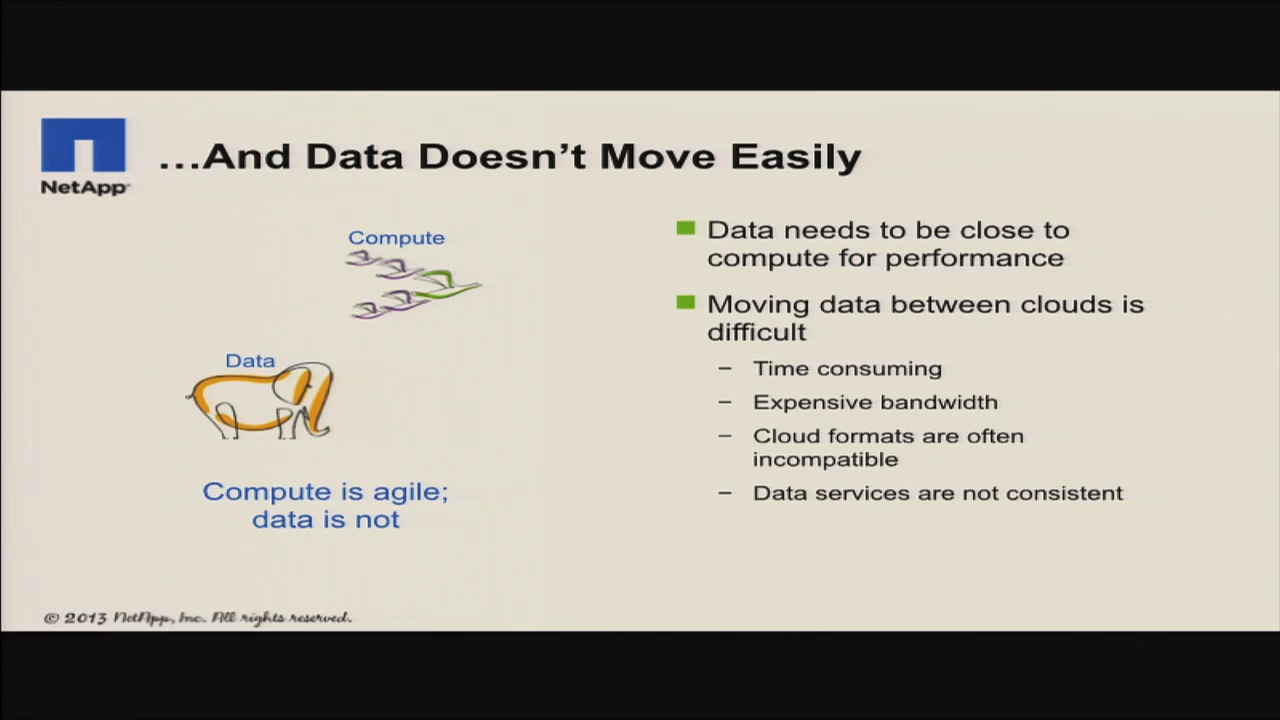 NetApp
…And Data Doesn't Move Easily
Compute
Data
Compute is agile;
data is not
Data needs to be close to
compute for performance
Moving data between clouds is
difficult
– Time consuming
– Expensive bandwidth
– Cloud formats are often
incompatible
– Data services are not consistent
© 2013 NetApp, Inc. All rights reserved.